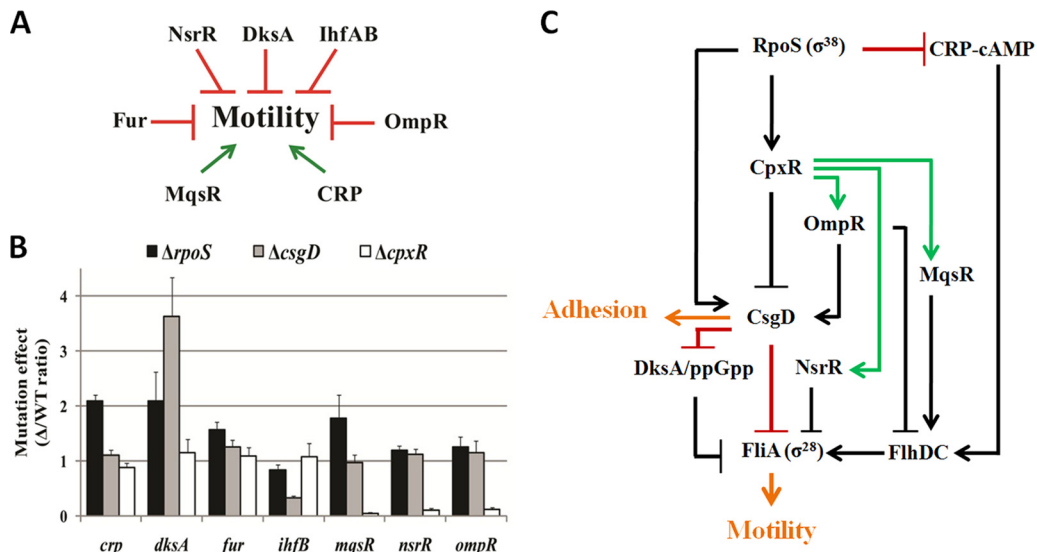 A
NsrR DksA IhfAB
Fur Motility OmpR
MqsR CRP
B
ΔrpoS ΔcsgD ΔcpxR
Mutation effect
(Δ/WT ratio)
4
3
2
1
0
crp dksA fur ihfB mqsR nsrR ompR
C
RpoS (σ³⁸) CRP-cAMP
CpxR
OmpR
MqsR
Adhesion CsgD
DksA/ppGpp NsrR
FliA (σ²⁸) FlhDC
Motility